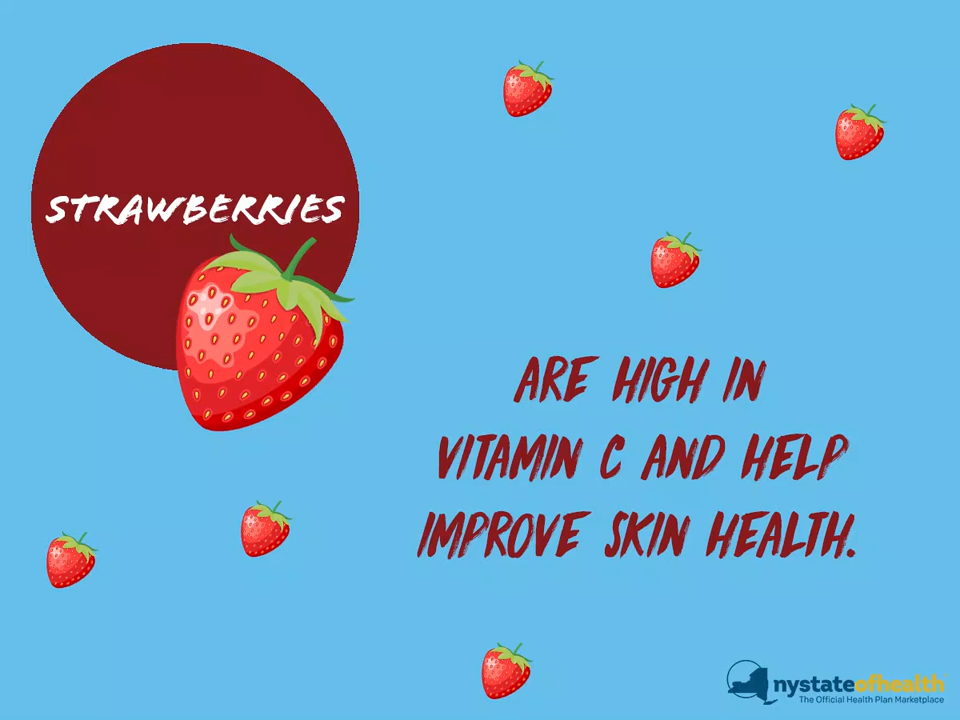 STRAWBERRIES
ARE HIGH IN
VITAMIN C AND HELP
IMPROVE SKIN HEALTH.
nystateofhealth
The Official Health Plan Marketplace